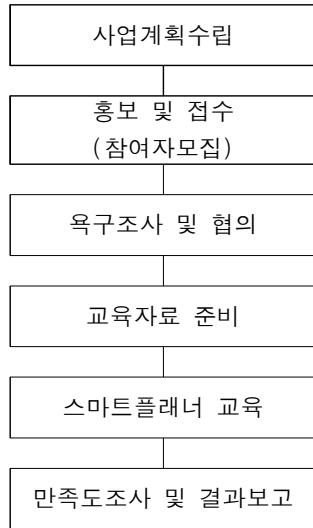 사업계획수립
홍보 및 접수
(참여자모집)
욕구조사 및 협의
교육자료 준비
스마트플래너 교육
만족도조사 및 결과보고